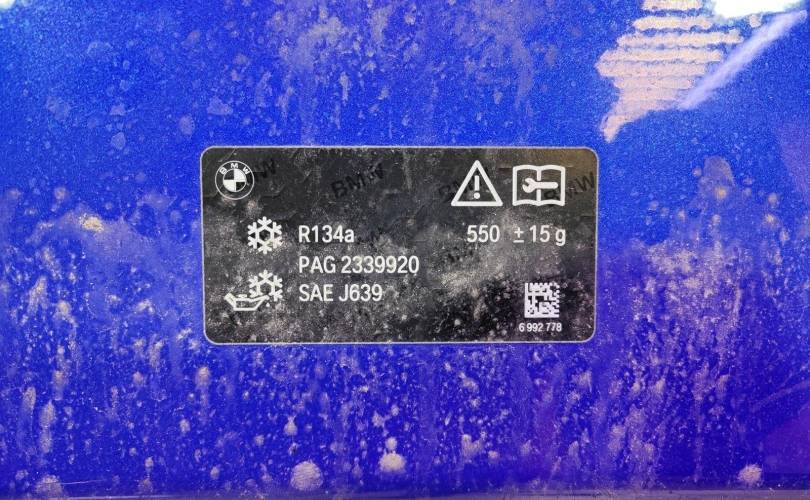 BMW
R134a 550 ± 15 g
PAG 2339920
SAE J639
6 992 778